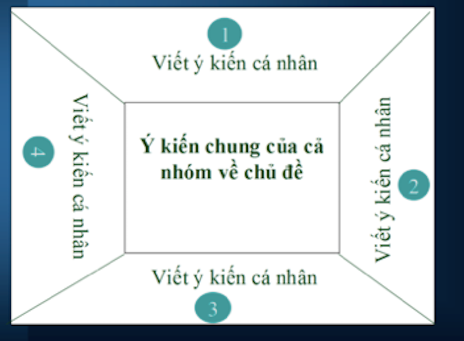 1
Viết ý kiến cá nhân
2
Viết ý kiến cá nhân
3
Viết ý kiến cá nhân
4
Viết ý kiến cá nhân
Ý kiến chung của cả
nhóm về chủ đề